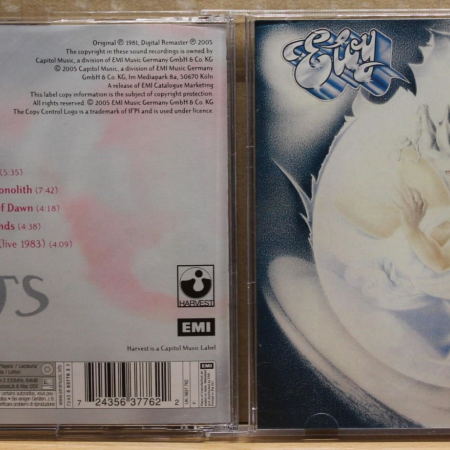 Original ℗ 1981, Digital Remaster ℗ 2005
The copyright in these sound recordings is owned by
Capitol Music, a division of EMI Music Germany GmbH & Co. KG
© 2005 Capitol Music, a division of EMI Music Germany
GmbH & Co. KG, Im Mediapark 8a, 50670 Köln
A release of EMI Catalogue Marketing
This label copy information is the subject of copyright protection.
All rights reserved. © 2005 EMI Music Germany GmbH & Co. KG
The Copy Control Logo is a trademark of IFPI and is used under licence.
(5:35)
onolith (7:42)
f Dawn (4:18)
nds (4:38)
(live 1983) (4:09)
TS
HARVEST
EMI
Harvest is a Capitol Music Label
EMI
7 24356 37762 2
Eloy